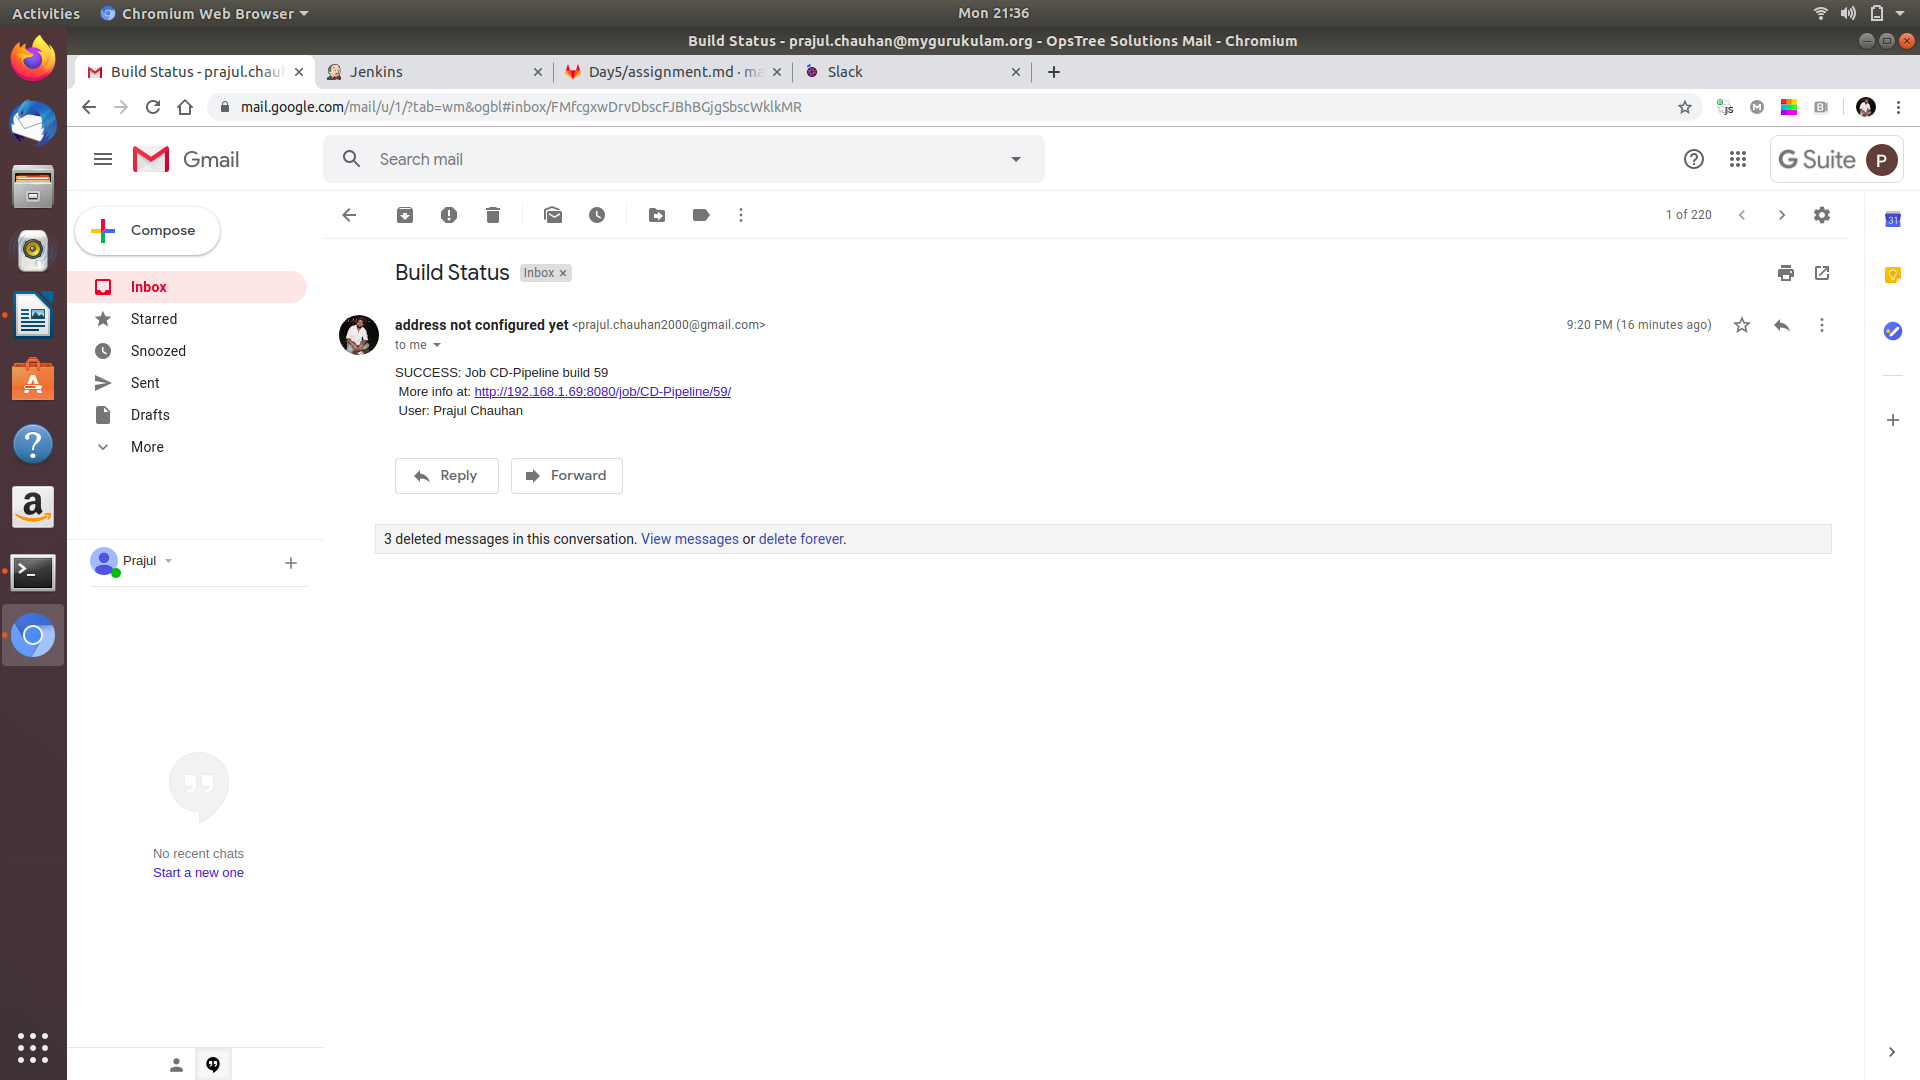 Activities
Chromium Web Browser
Mon 21:36
Build Status - prajul.chauhan@mygurukulam.org - OpsTree Solutions Mail - Chromium
Build Status - prajul.chau
Jenkins
Day5/assignment.md · ma
Slack
mail.google.com/mail/u/1/?tab=wm&ogbl#inbox/FMfcgxwDrvDbscFJBhBGjgSbscWklkMR
Gmail
Search mail
G Suite
P
Compose
1 of 220
Inbox
Starred
Snoozed
Sent
Drafts
More
Build Status
Inbox
address not configured yet <prajul.chauhan2000@gmail.com>
9:20 PM (16 minutes ago)
to me
SUCCESS: Job CD-Pipeline build 59
More info at: http://192.168.1.69:8080/job/CD-Pipeline/59/
User: Prajul Chauhan
Reply
Forward
3 deleted messages in this conversation. View messages or delete forever.
Prajul
No recent chats
Start a new one
31